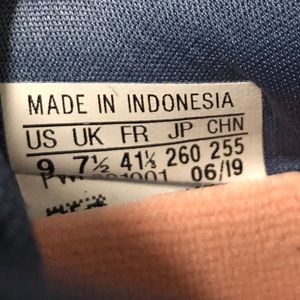 MADE IN INDONESIA
US UK FR JP CHN
9 7½ 41⅓ 260 255
06/19